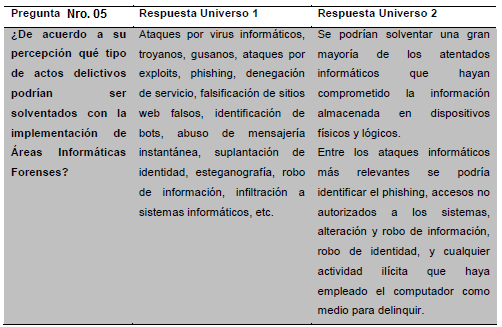 Pregunta Nro. 05
Respuesta Universo 1
Respuesta Universo 2
¿De acuerdo a su
percepción qué tipo
de actos delictivos
podrían ser
solventados con la
implementación de
Áreas Informáticas
Forenses?
Ataques por virus informáticos,
troyanos, gusanos, ataques por
exploits, phishing, denegación
de servicio, falsificación de sitios
web falsos, identificación de
bots, abuso de mensajería
instantánea, suplantación de
identidad, esteganografía, robo
de información, infiltración a
sistemas informáticos, etc.
Se podrían solventar una gran
mayoría de los atentados
informáticos que hayan
comprometido la información
almacenada en dispositivos
físicos y lógicos.
Entre los ataques informáticos
más relevantes se podría
identificar el phishing, accesos no
autorizados a los sistemas,
alteración y robo de información,
robo de identidad, y cualquier
actividad ilícita que haya
empleado el computador como
medio para delinquir.